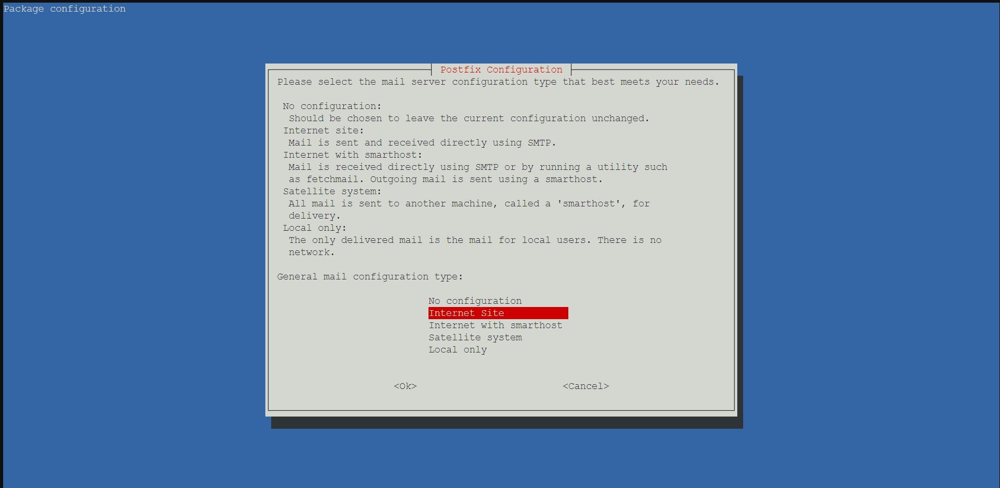 Package configuration
Postfix Configuration
Please select the mail server configuration type that best meets your needs.
No configuration:
Should be chosen to leave the current configuration unchanged.
Internet site:
Mail is sent and received directly using SMTP.
Internet with smarthost:
Mail is received directly using SMTP or by running a utility such
as fetchmail. Outgoing mail is sent using a smarthost.
Satellite system:
All mail is sent to another machine, called a 'smarthost', for
delivery.
Local only:
The only delivered mail is the mail for local users. There is no
network.
General mail configuration type:
No configuration
Internet Site
Internet with smarthost
Satellite system
Local only
<Ok> <Cancel>